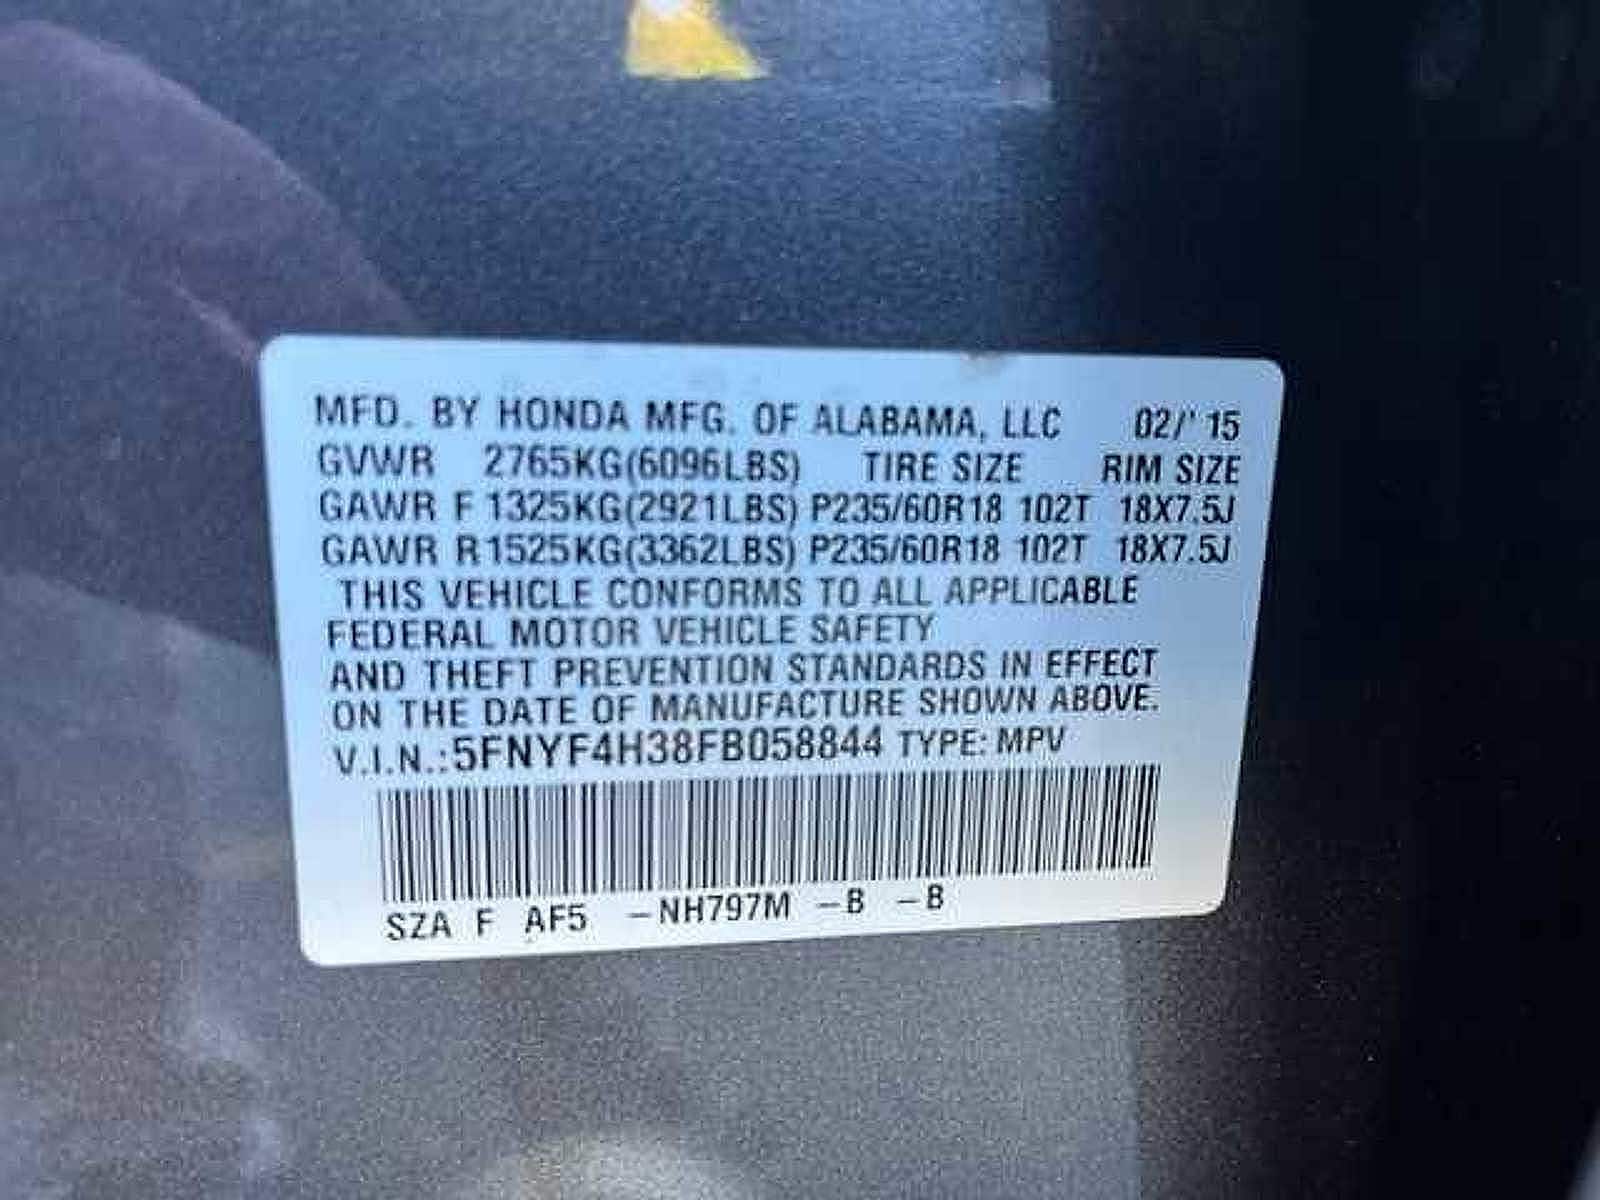 MFD. BY HONDA MFG. OF ALABAMA, LLC 02/'15
GVWR 2765KG(6096LBS) TIRE SIZE RIM SIZE
GAWR F 1325KG(2921LBS) P235/60R18 102T 18X7.5J
GAWR R 1525KG(3362LBS) P235/60R18 102T 18X7.5J
THIS VEHICLE CONFORMS TO ALL APPLICABLE
FEDERAL MOTOR VEHICLE SAFETY
AND THEFT PREVENTION STANDARDS IN EFFECT
ON THE DATE OF MANUFACTURE SHOWN ABOVE.
V.I.N.:5FNYF4H38FB058844 TYPE: MPV
SZA F AF5 -NH797M -B -B